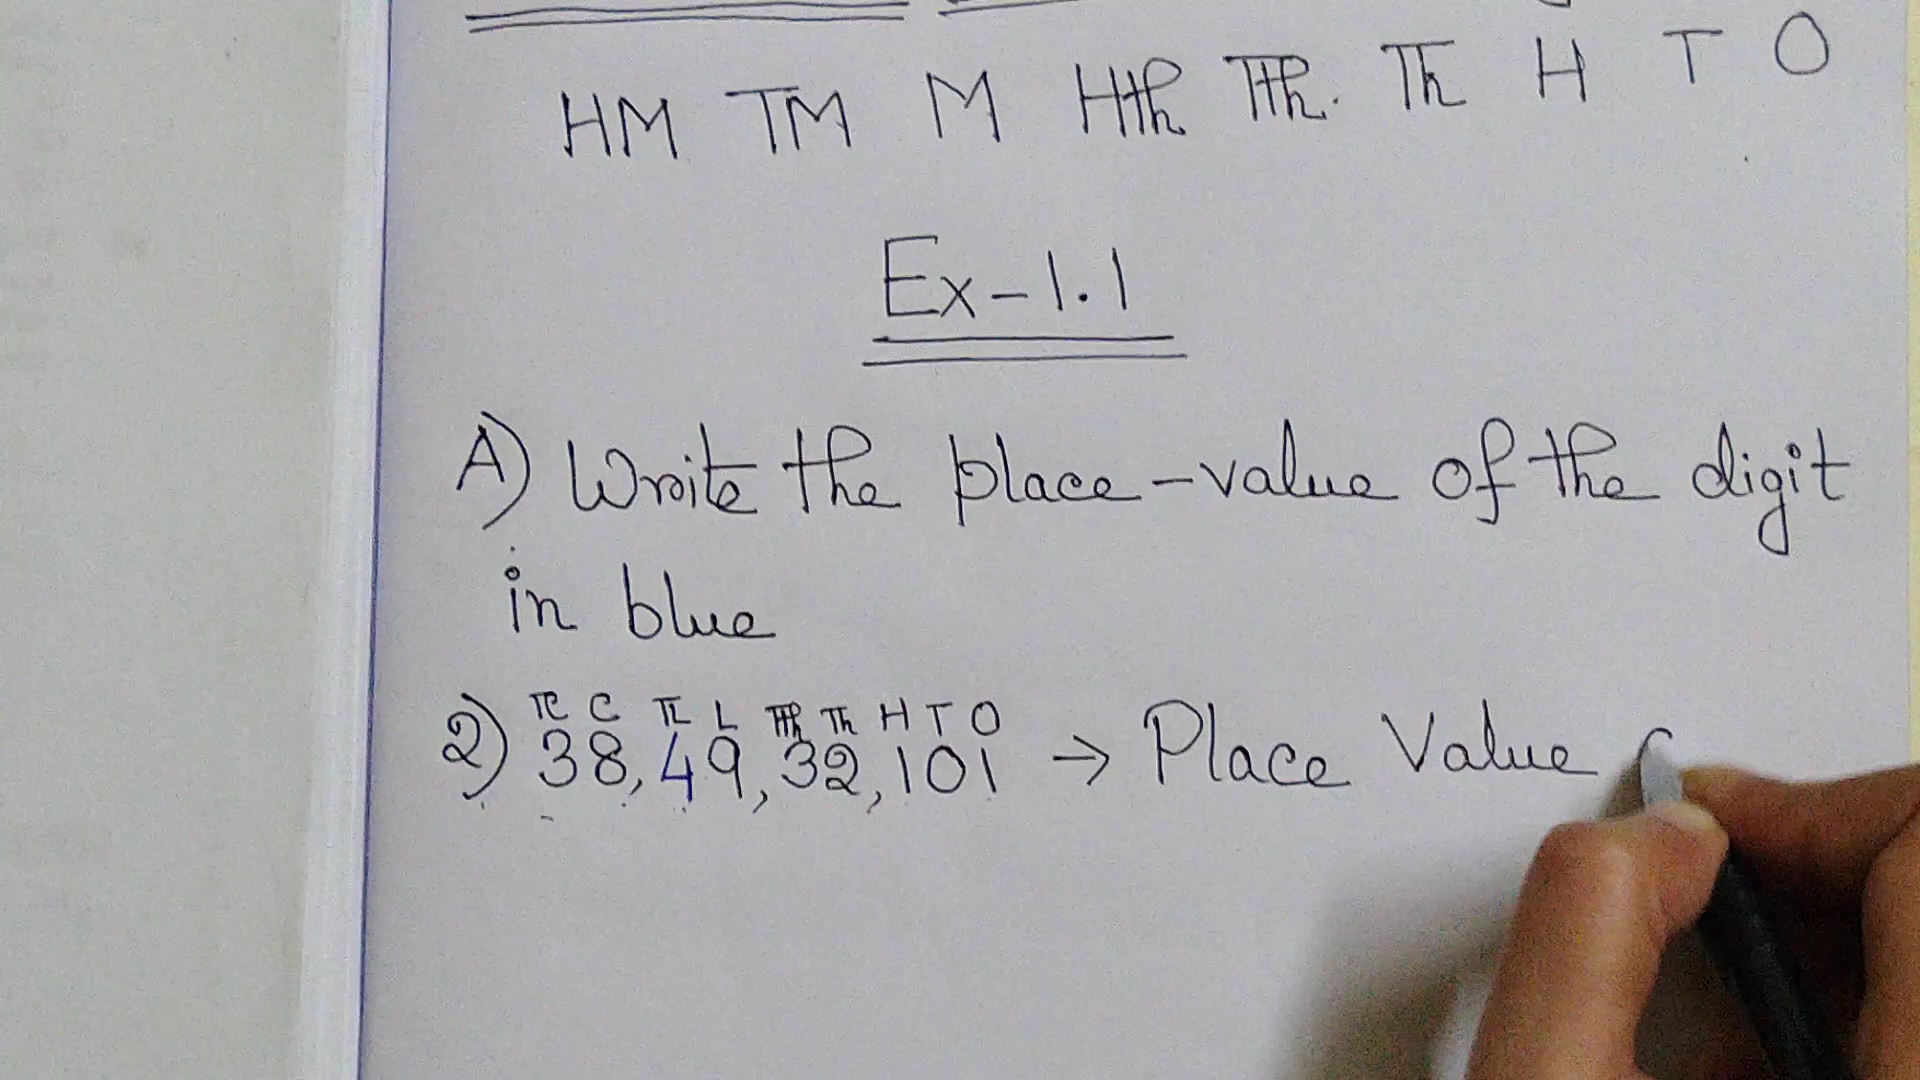 HM TM M Hth Tth. Th H T O
Ex-1.1
A) Write the place-value of the digit
in blue
TC C TL L Tth Th H T O
2) 38,49,32,101 → Place Value